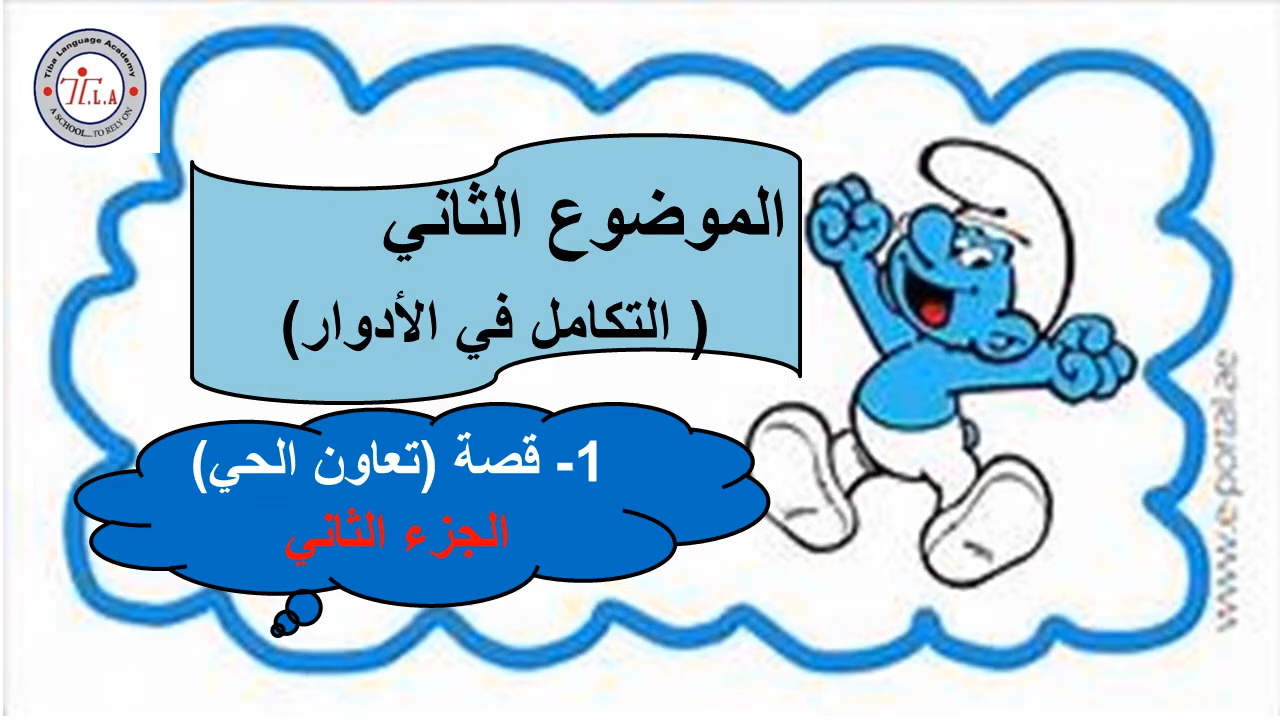 Tiba Language Academy
T.L.A
A SCHOOL...TO RELY ON
الموضوع الثاني
( التكامل في الأدوار)
1- قصة (تعاون الحي)
الجزء الثاني
www.e-portal.ae